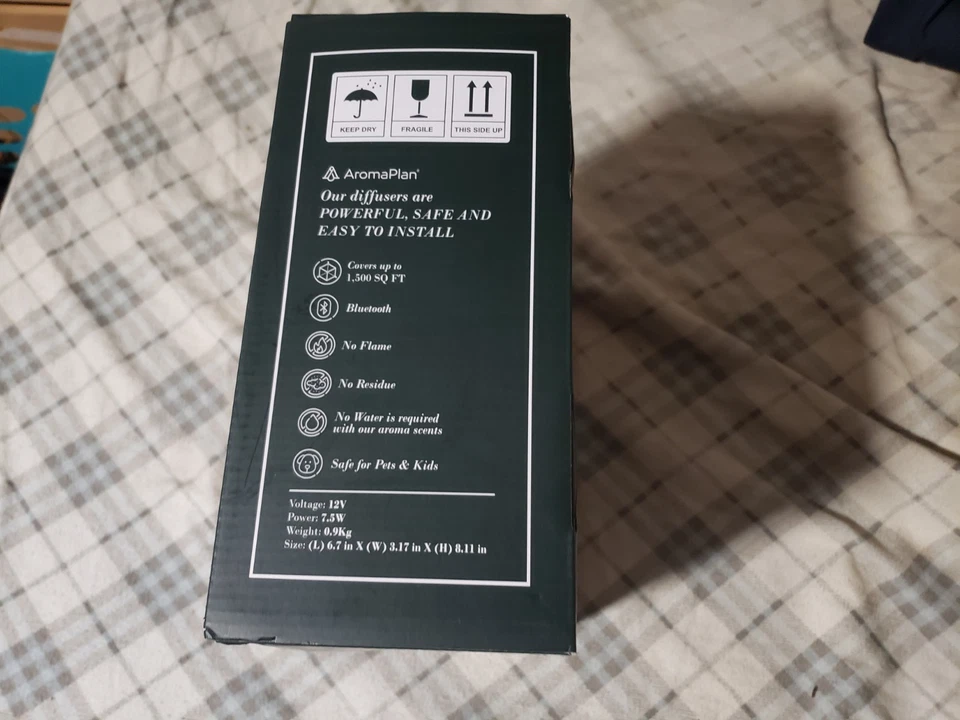 KEEP DRY
FRAGILE
THIS SIDE UP
AromaPlan®
Our diffusers are
POWERFUL, SAFE AND
EASY TO INSTALL
Covers up to
1,500 SQ FT
Bluetooth
No Flame
No Residue
No Water is required
with our aroma scents
Safe for Pets & Kids
Voltage: 12V
Power: 7.5W
Weight: 0.9Kg
Size: (L) 6.7 in X (W) 3.17 in X (H) 8.11 in